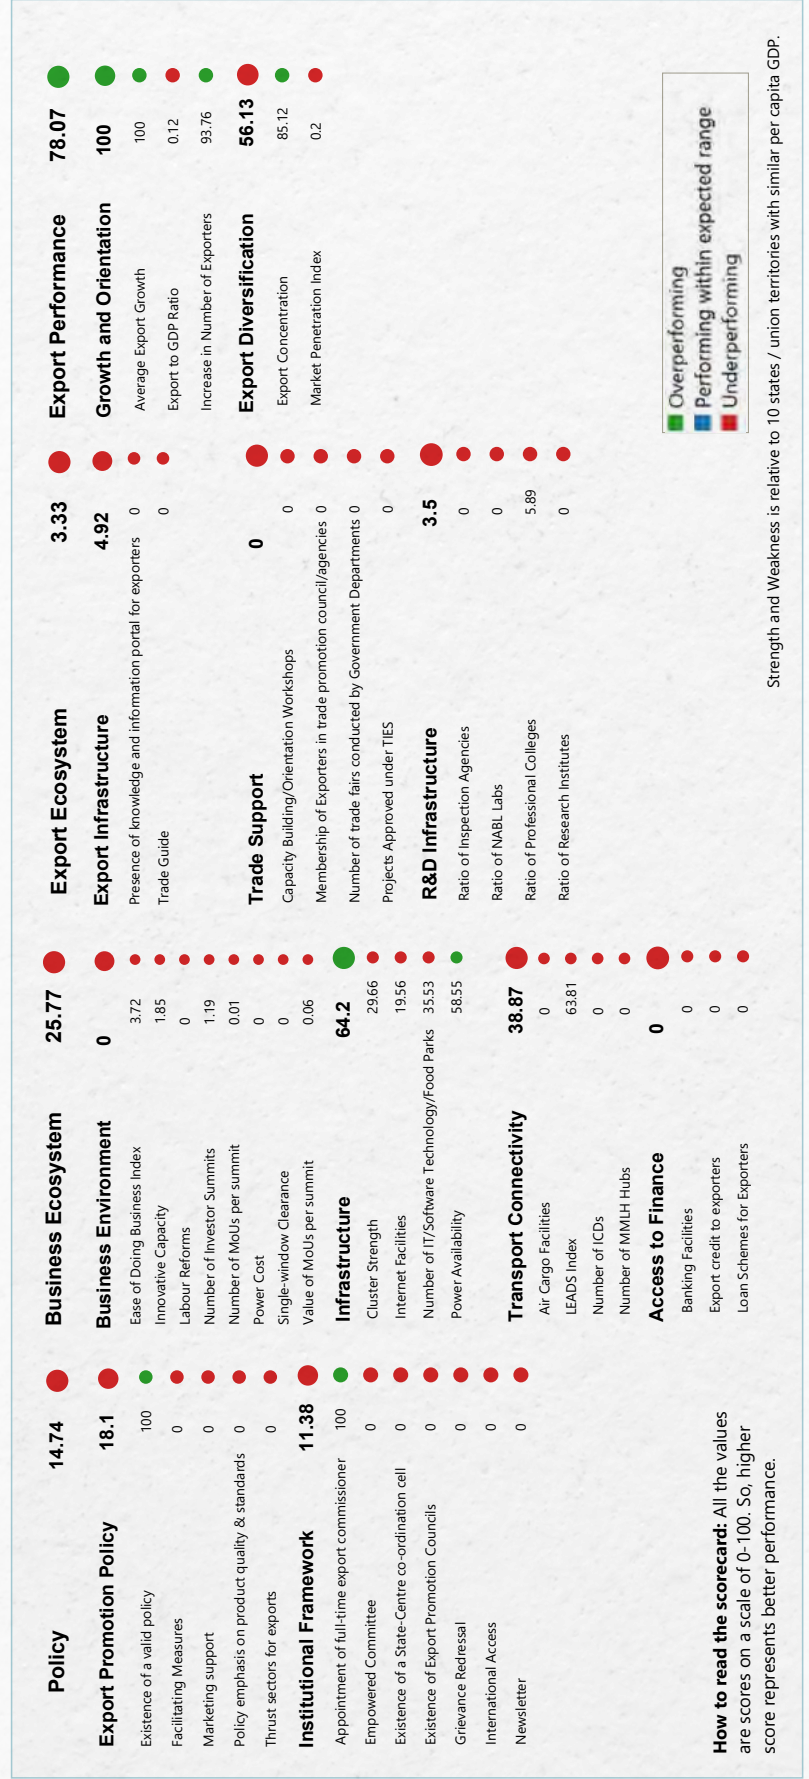 Policy 14.74
Export Promotion Policy 18.1
Existence of a valid policy 100
Facilitating Measures 0
Marketing support 0
Policy emphasis on product quality & standards 0
Thrust sectors for exports 0
Institutional Framework 11.38
Appointment of full-time export commissioner 100
Empowered Committee 0
Existence of a State-Centre co-ordination cell 0
Existence of Export Promotion Councils 0
Grievance Redressal 0
International Access 0
Newsletter 0
Business Ecosystem 25.77
Business Environment 0
Ease of Doing Business Index 3.72
Innovative Capacity 1.85
Labour Reforms 0
Number of Investor Summits 1.19
Number of MoUs per summit 0.01
Power Cost 0
Single-window Clearance 0
Value of MoUs per summit 0.06
Infrastructure 64.2
Cluster Strength 29.66
Internet Facilities 19.56
Number of IT/Software Technology/Food Parks 35.53
Power Availability 58.55
Transport Connectivity 38.87
Air Cargo Facilities 0
LEADS Index 63.81
Number of ICDs 0
Number of MMLH Hubs 0
Access to Finance 0
Banking Facilities 0
Export credit to exporters 0
Loan Schemes for Exporters 0
Export Ecosystem 3.33
Export Infrastructure 4.92
Presence of knowledge and information portal for exporters 0
Trade Guide 0
Trade Support 0
Capacity Building/Orientation Workshops 0
Membership of Exporters in trade promotion council/agencies 0
Number of trade fairs conducted by Government Departments 0
Projects Approved under TIES 0
R&D Infrastructure 3.5
Ratio of Inspection Agencies 0
Ratio of NABL Labs 0
Ratio of Professional Colleges 5.89
Ratio of Research Institutes 0
Export Performance 78.07
Growth and Orientation 100
Average Export Growth 100
Export to GDP Ratio 0.12
Increase in Number of Exporters 93.76
Export Diversification 56.13
Export Concentration 85.12
Market Penetration Index 0.2
How to read the scorecard: All the values
are scores on a scale of 0-100. So, higher
score represents better performance.
Overperforming
Performing within expected range
Underperforming
Strength and Weakness is relative to 10 states / union territories with similar per capita GDP.